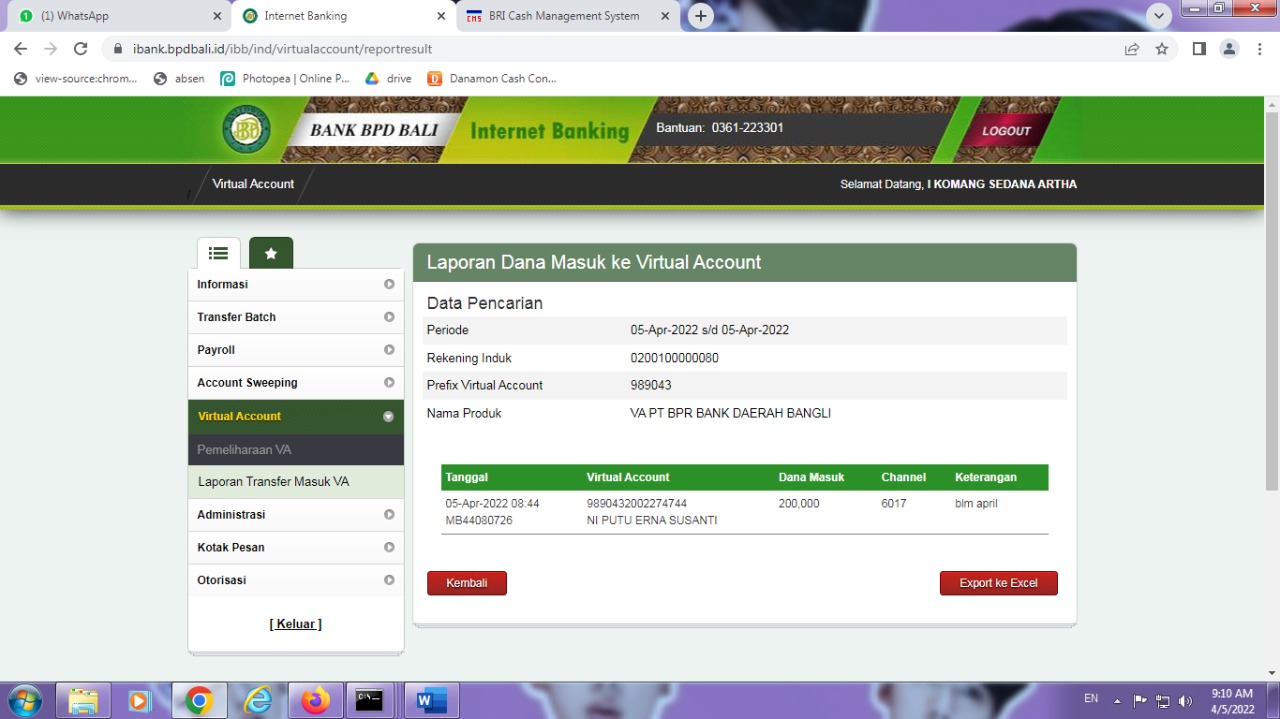 (1) WhatsApp
Internet Banking
CMS BRI Cash Management System
ibank.bpdbali.id/ibb/ind/virtualaccount/reportresult
view-source:chrom... absen Photopea | Online P... drive Danamon Cash Con...
BANK BPD BALI Internet Banking Bantuan: 0361-223301 LOGOUT
Virtual Account Selamat Datang, I KOMANG SEDANA ARTHA
Informasi
Transfer Batch
Payroll
Account Sweeping
Virtual Account
Pemeliharaan VA
Laporan Transfer Masuk VA
Administrasi
Kotak Pesan
Otorisasi
[ Keluar ]
Laporan Dana Masuk ke Virtual Account
Data Pencarian
Periode 05-Apr-2022 s/d 05-Apr-2022
Rekening Induk 0200100000080
Prefix Virtual Account 989043
Nama Produk VA PT BPR BANK DAERAH BANGLI
Tanggal Virtual Account Dana Masuk Channel Keterangan
05-Apr-2022 08:44 9890432002274744 200,000 6017 blm april
MB44080726 NI PUTU ERNA SUSANTI
Kembali Export ke Excel
EN 9:10 AM
4/5/2022